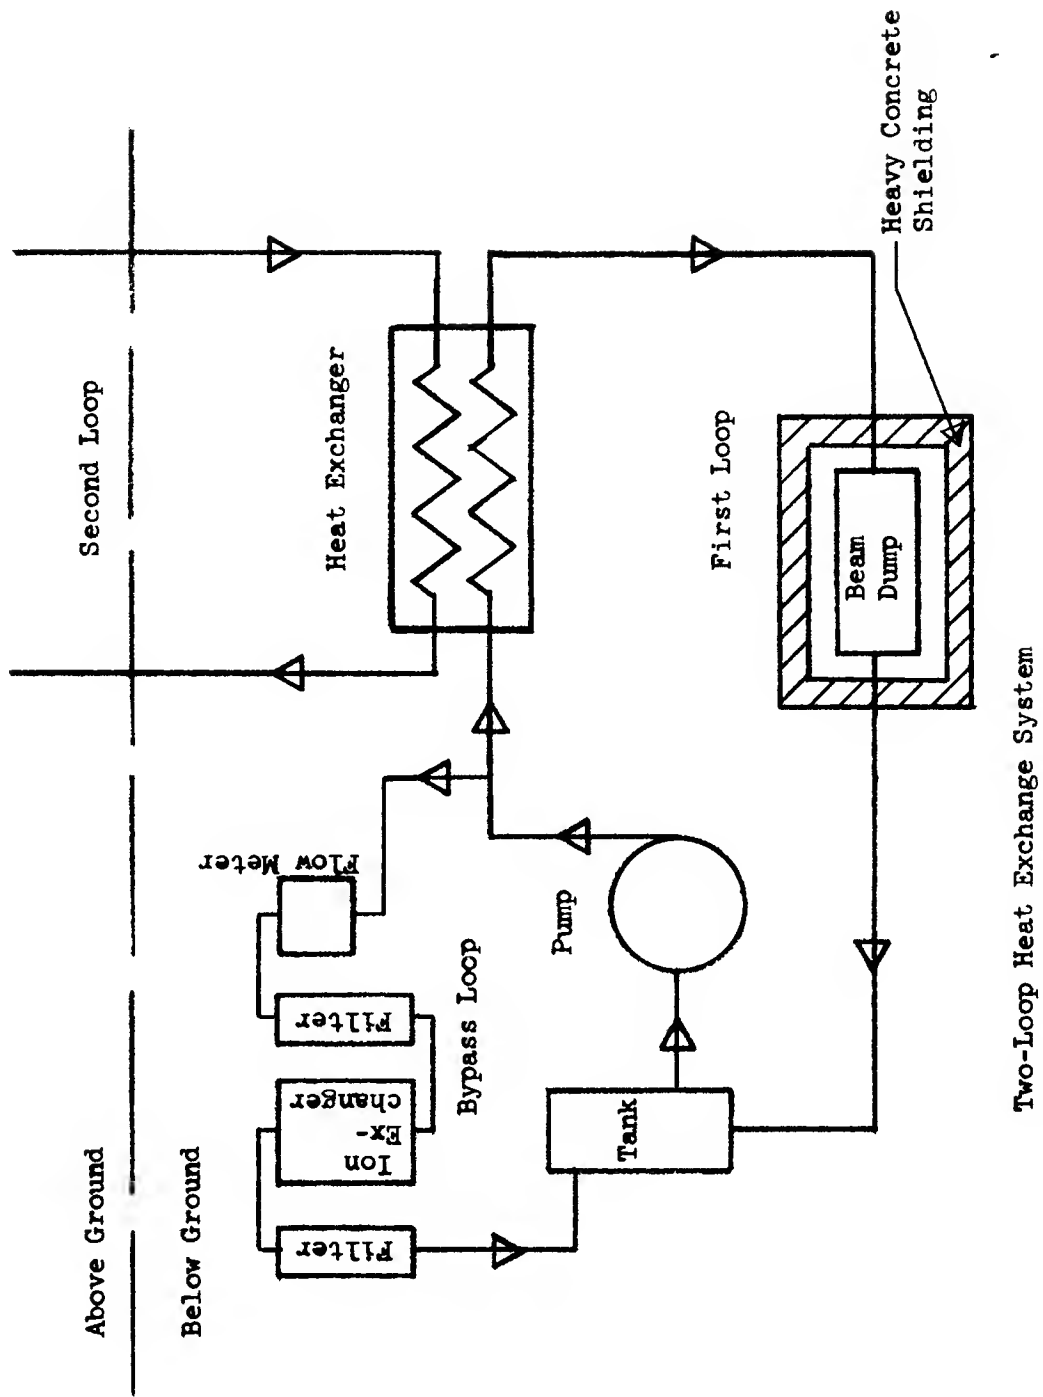 Second Loop
Above Ground
Below Ground
Heat Exchanger
Flow Meter
Filter
Ion
Ex-
changer
Filter
Bypass Loop
Pump
Tank
First Loop
Beam
Dump
Heavy Concrete
Shielding
Two-Loop Heat Exchange System